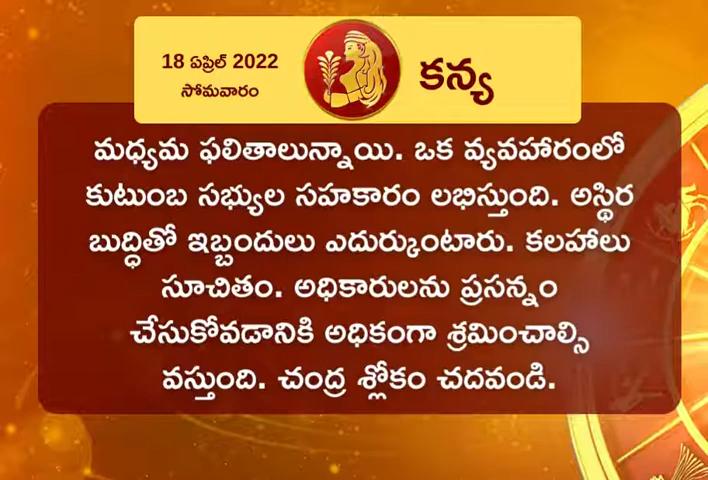 18 ఏప్రిల్ 2022
సోమవారం
కన్య
మధ్యమ ఫలితాలున్నాయి. ఒక వ్యవహారంలో
కుటుంబ సభ్యుల సహకారం లభిస్తుంది. అస్థిర
బుద్ధితో ఇబ్బందులు ఎదుర్కుంటారు. కలహాలు
సూచితం. అధికారులను ప్రసన్నం
చేసుకోవడానికి అధికంగా శ్రమించాల్సి
వస్తుంది. చంద్ర శ్లోకం చదవండి.